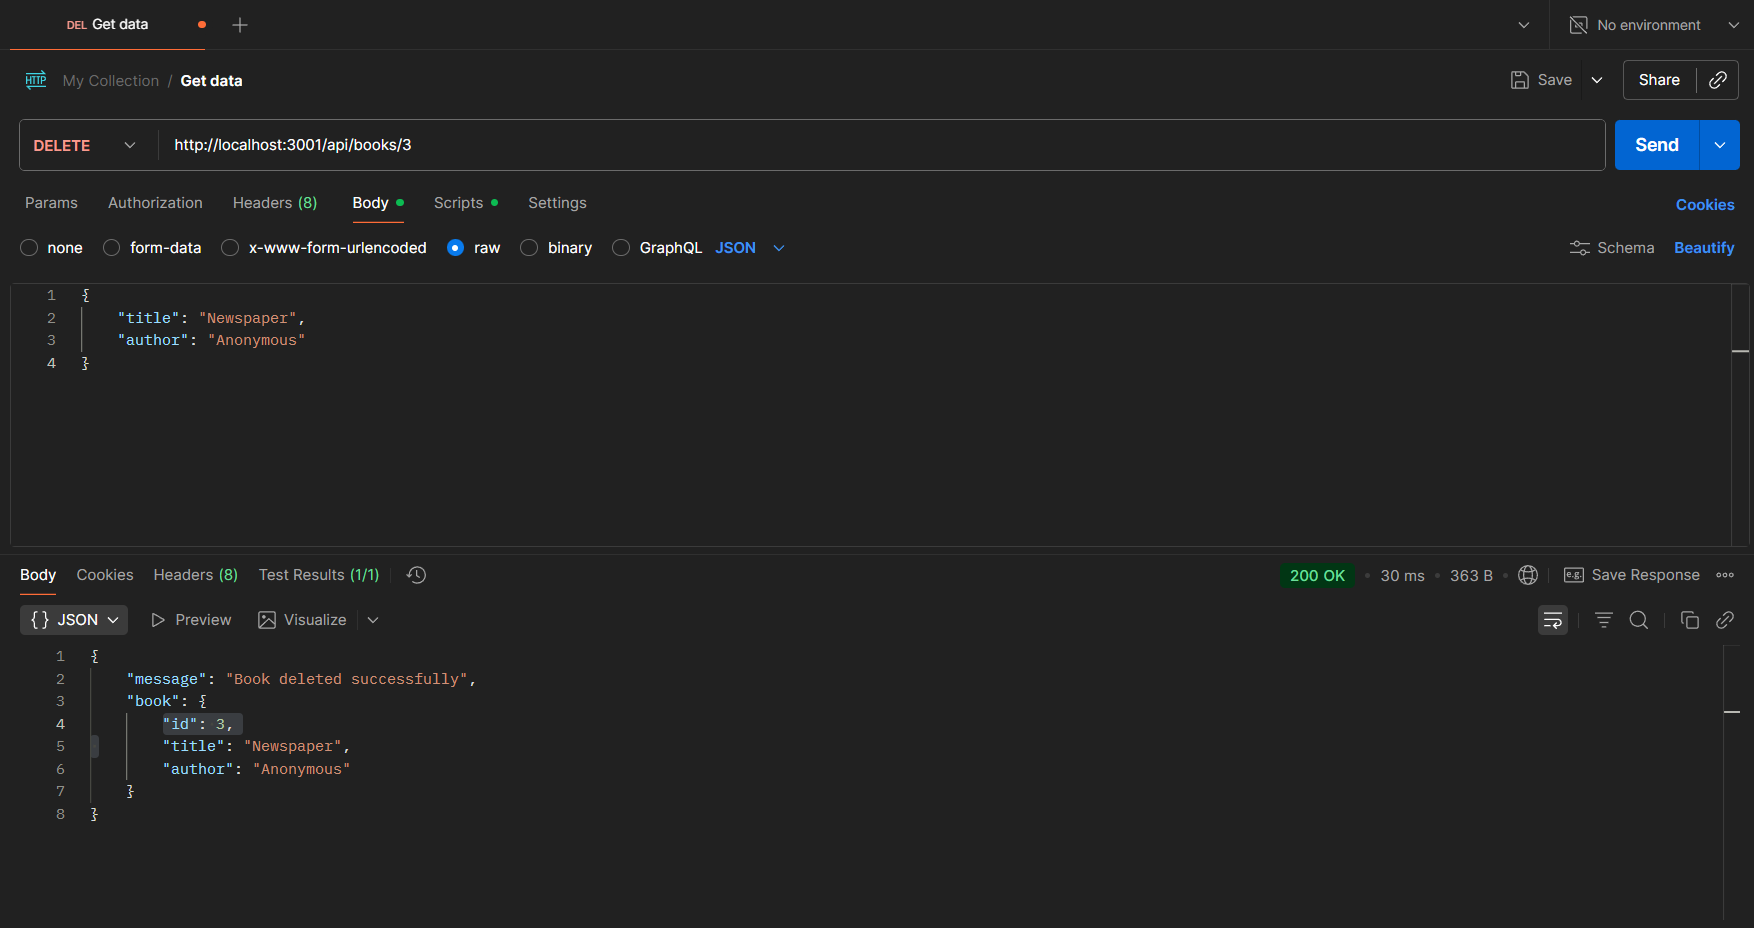 DEL Get data
No environment
HTTP My Collection / Get data
Save
Share
DELETE http://localhost:3001/api/books/3 Send
Params Authorization Headers (8) Body Scripts Settings Cookies
none form-data x-www-form-urlencoded raw binary GraphQL JSON Schema Beautify
1 {
2 "title": "Newspaper",
3 "author": "Anonymous"
4 }
Body Cookies Headers (8) Test Results (1/1) 200 OK • 30 ms • 363 B • e.g. Save Response
{} JSON Preview Visualize
1 {
2 "message": "Book deleted successfully",
3 "book": {
4 "id": 3,
5 "title": "Newspaper",
6 "author": "Anonymous"
7 }
8 }